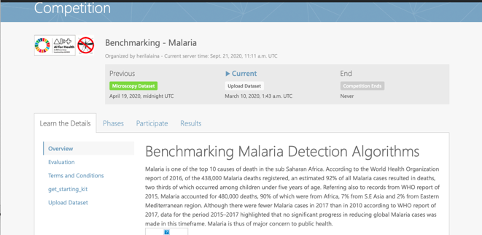 Competition
Benchmarking - Malaria
Organized by henlaleria - Current server time: Sept. 21, 2020, 11:11 a.m. UTC
Previous
Microscopy Dataset
April 19, 2020, midnight UTC
▶ Current
Upload Dataset
March 10, 2020, 1:43 a.m. UTC
End
Competition Ends
Never
Learn the Details
Phases
Participate
Results
Overview
Evaluation
Terms and Conditions
get_starting_kit
Upload Dataset
Benchmarking Malaria Detection Algorithms
Malaria is one of the top 10 causes of death in the sub Saharan Africa. According to the World Health Organization
report of 2016, of the 438,000 Malaria deaths registered, an estimated 92% of all Malaria cases resulted in deaths,
two thirds of which occurred among children under five years of age. Referring also to records from WHO report of
2015, Malaria accounted for 480,000 deaths, 90% of which were from Africa, 7% from S.E Asia and 2% from Eastern
Mediterranean region. Although there were fewer Malaria cases in 2017 than in 2010 according to WHO report of
2017, data for the period 2015-2017 highlighted that no significant progress in reducing global Malaria cases was
made in this timeframe. Malaria is thus of major concern to public health.